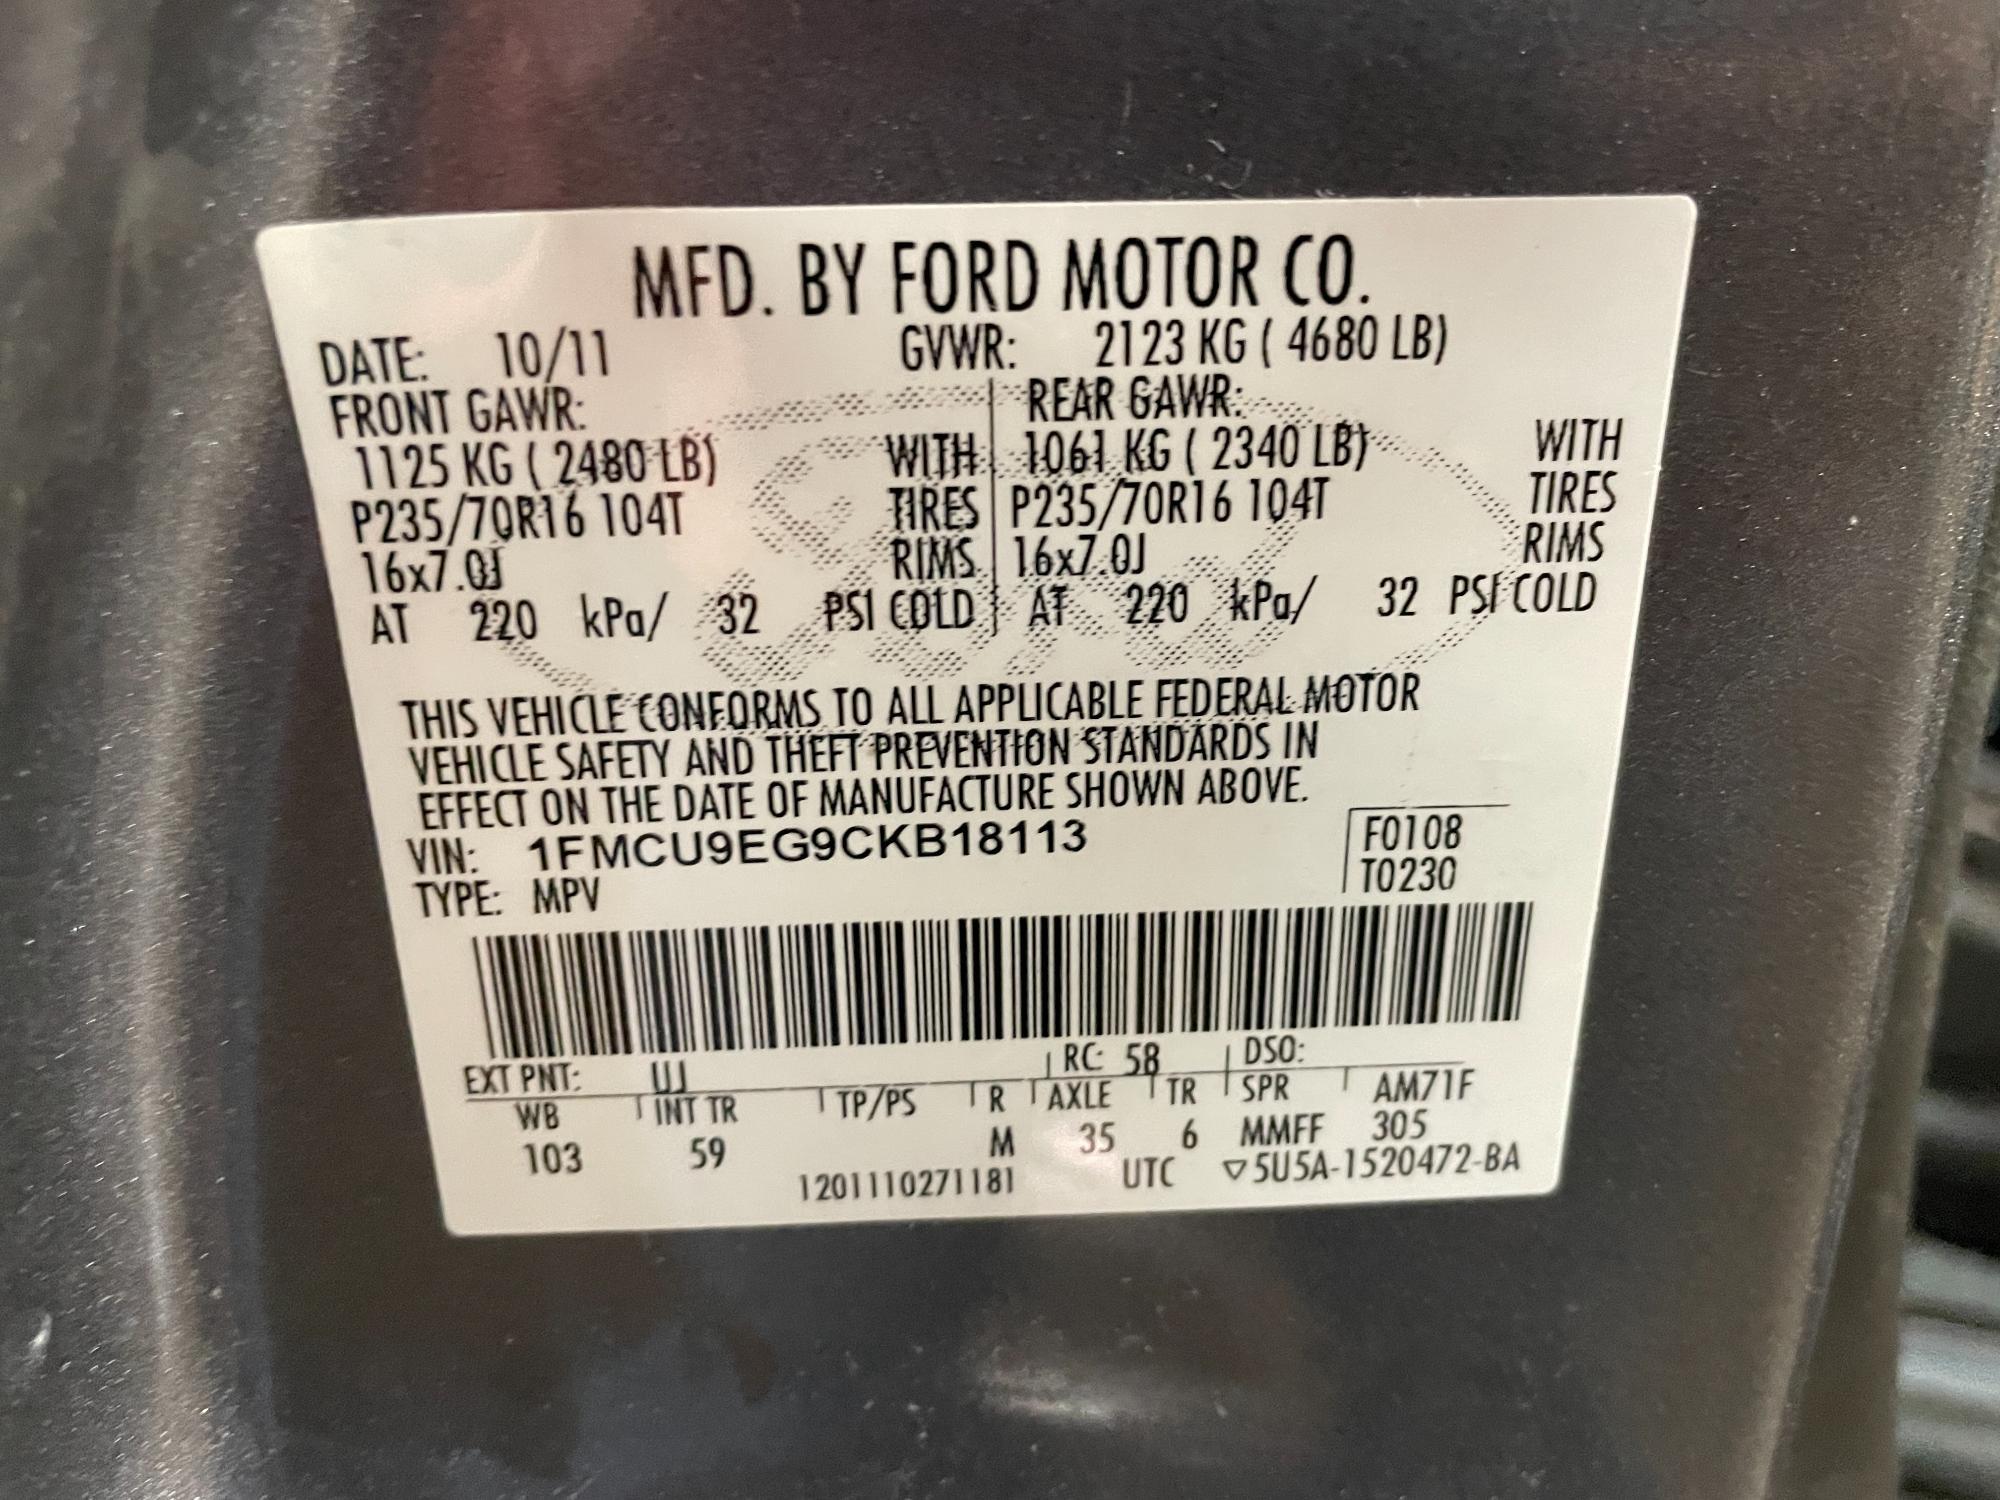 MFD. BY FORD MOTOR CO.
DATE: 10/11 GVWR: 2123 KG ( 4680 LB)
FRONT GAWR: REAR GAWR:
1125 KG ( 2480 LB) WITH 1061 KG ( 2340 LB) WITH
P235/70R16 104T TIRES P235/70R16 104T TIRES
16x7.0J RIMS 16x7.0J RIMS
AT 220 kPa/ 32 PSI COLD AT 220 kPa/ 32 PSI COLD
THIS VEHICLE CONFORMS TO ALL APPLICABLE FEDERAL MOTOR
VEHICLE SAFETY AND THEFT PREVENTION STANDARDS IN
EFFECT ON THE DATE OF MANUFACTURE SHOWN ABOVE.
VIN: 1FMCU9EG9CKB18113 F0108
TYPE: MPV T0230
EXT PNT: UJ RC: 58 DSO:
WB INT TR TP/PS R AXLE TR SPR AM71F
103 59 M 35 6 MMFF 305
1201110271181 UTC ▽5U5A-1520472-BA